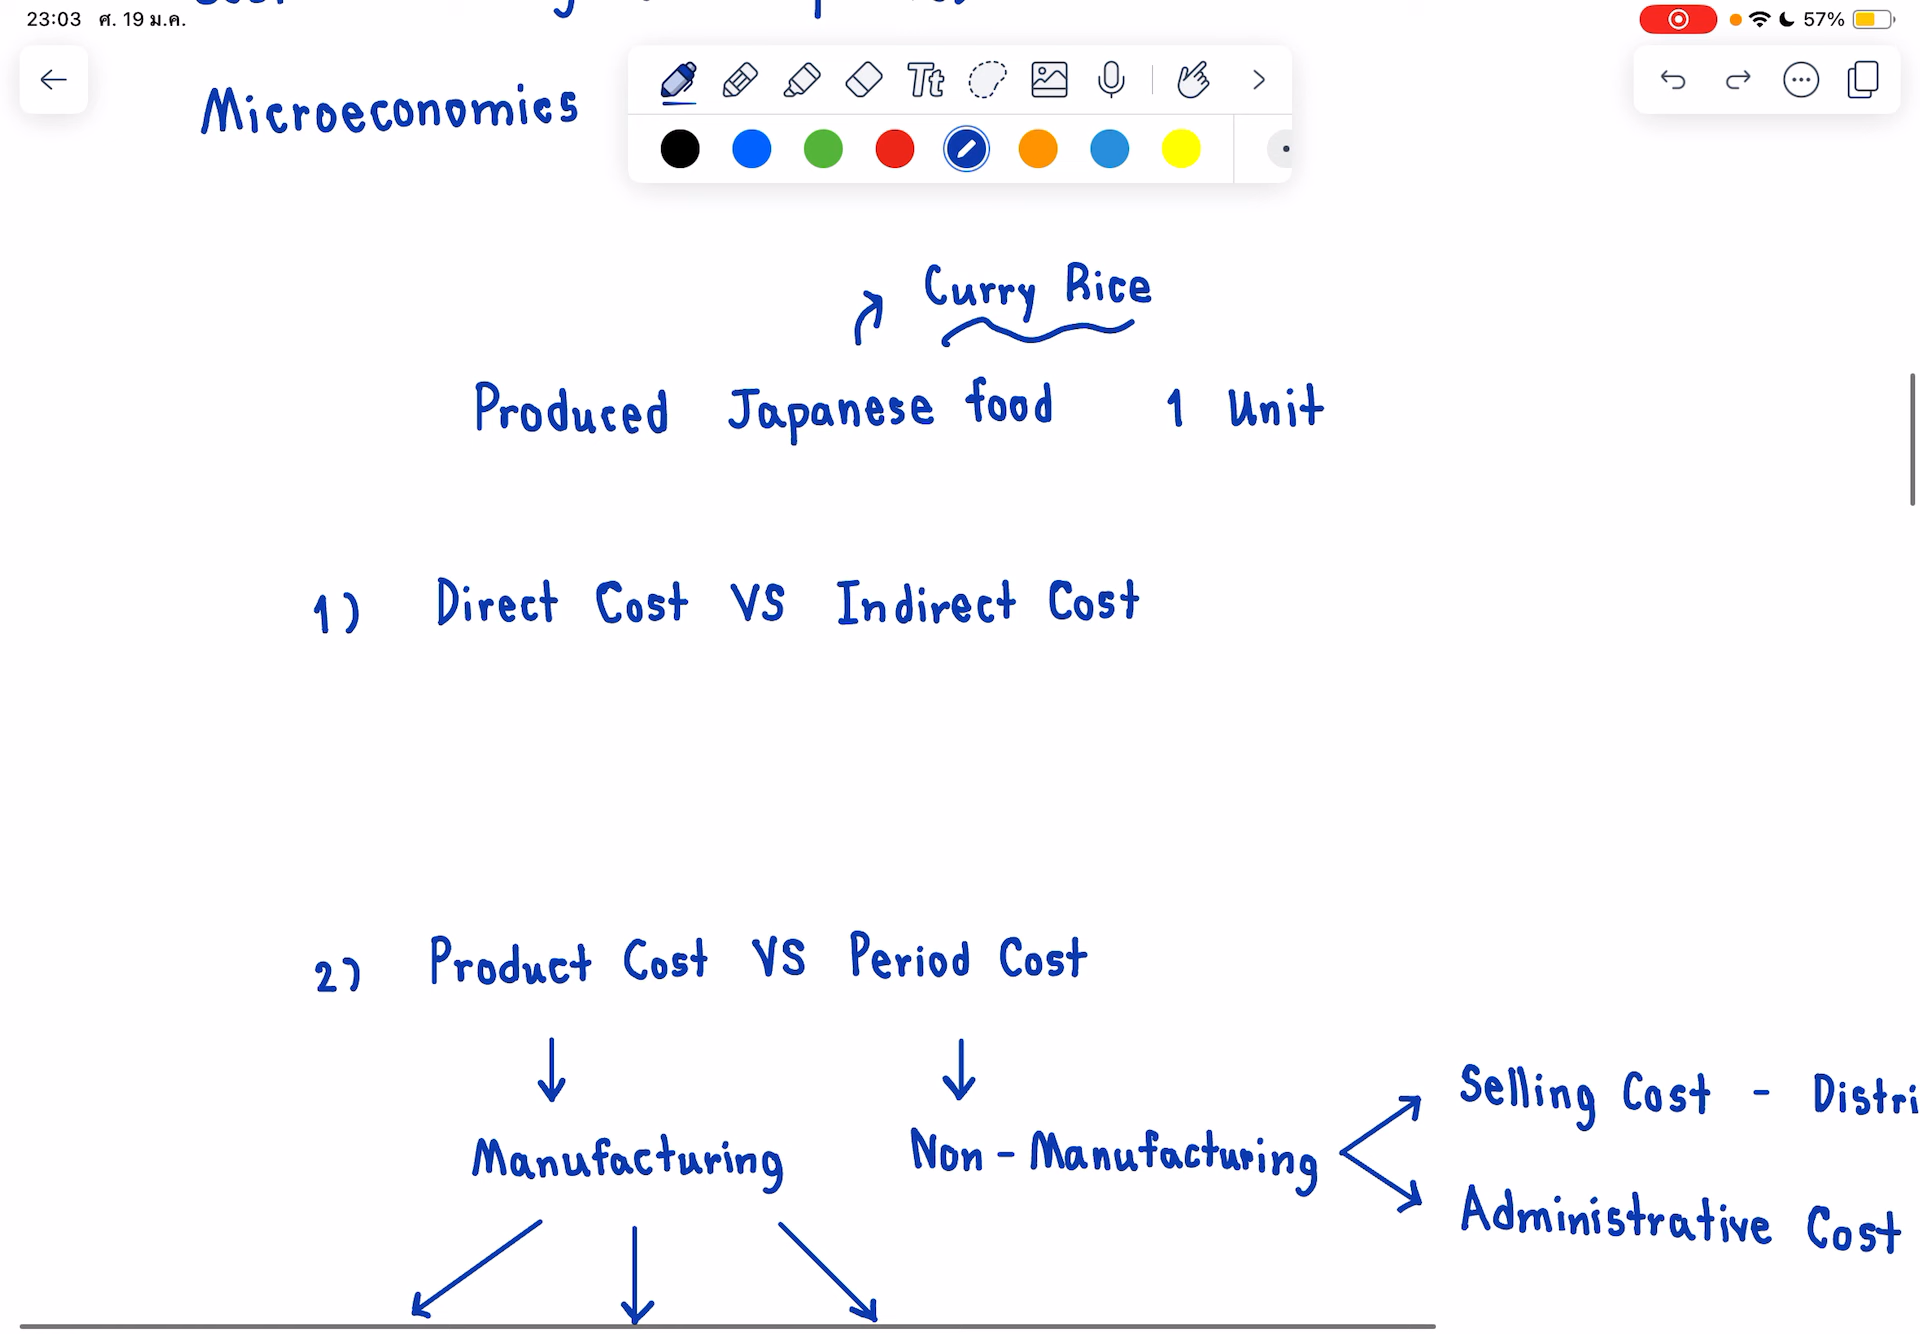 23:03 ศ. 19 ม.ค.
57%
Tt
Microeconomics
Curry Rice
Produced Japanese food 1 Unit
1) Direct Cost VS Indirect Cost
2) Product Cost VS Period Cost
Selling Cost - Distri
Manufacturing Non-Manufacturing
Administrative Cost